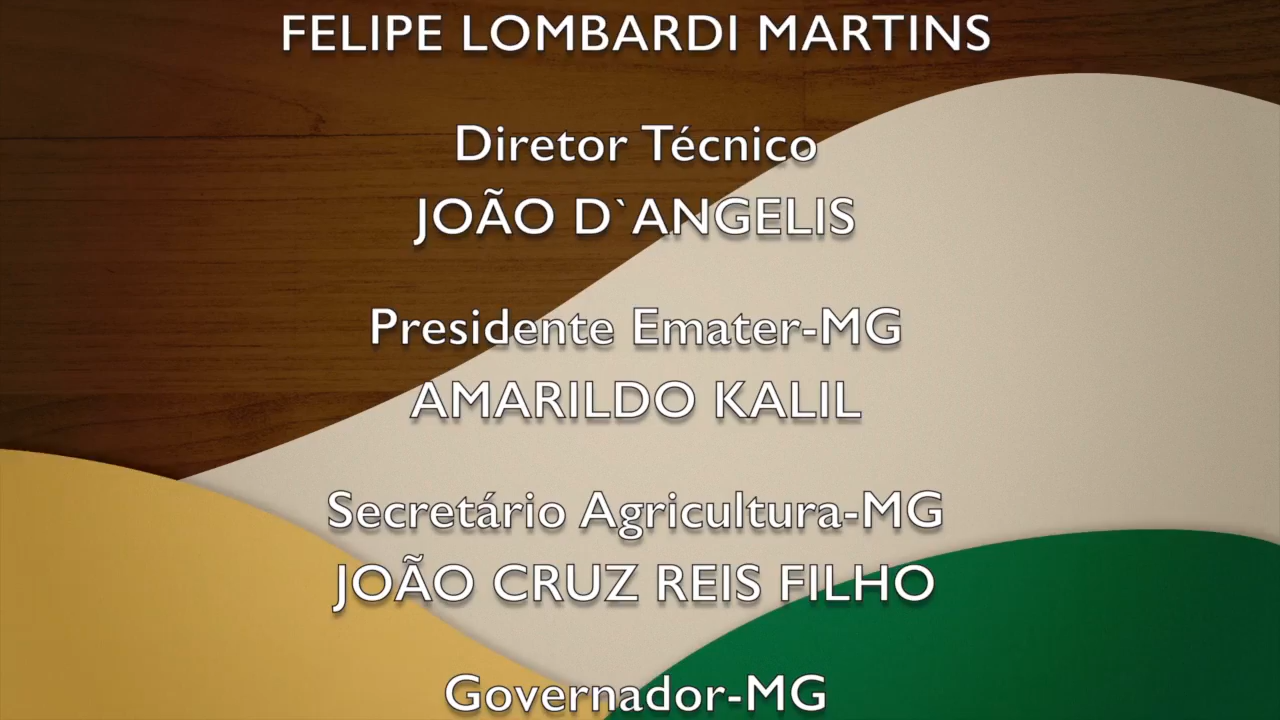 FELIPE LOMBARDI MARTINS
Diretor Técnico
JOÃO D`ANGELIS
Presidente Emater-MG
AMARILDO KALIL
Secretário Agricultura-MG
JOÃO CRUZ REIS FILHO
Governador-MG